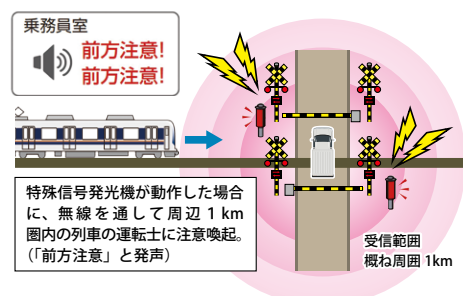 乗務員室
前方注意!
前方注意!
特殊信号発光機が動作した場合
に、無線を通して周辺 1 km
圏内の列車の運転士に注意喚起。
(「前方注意」と発声)
受信範囲
概ね周囲 1km